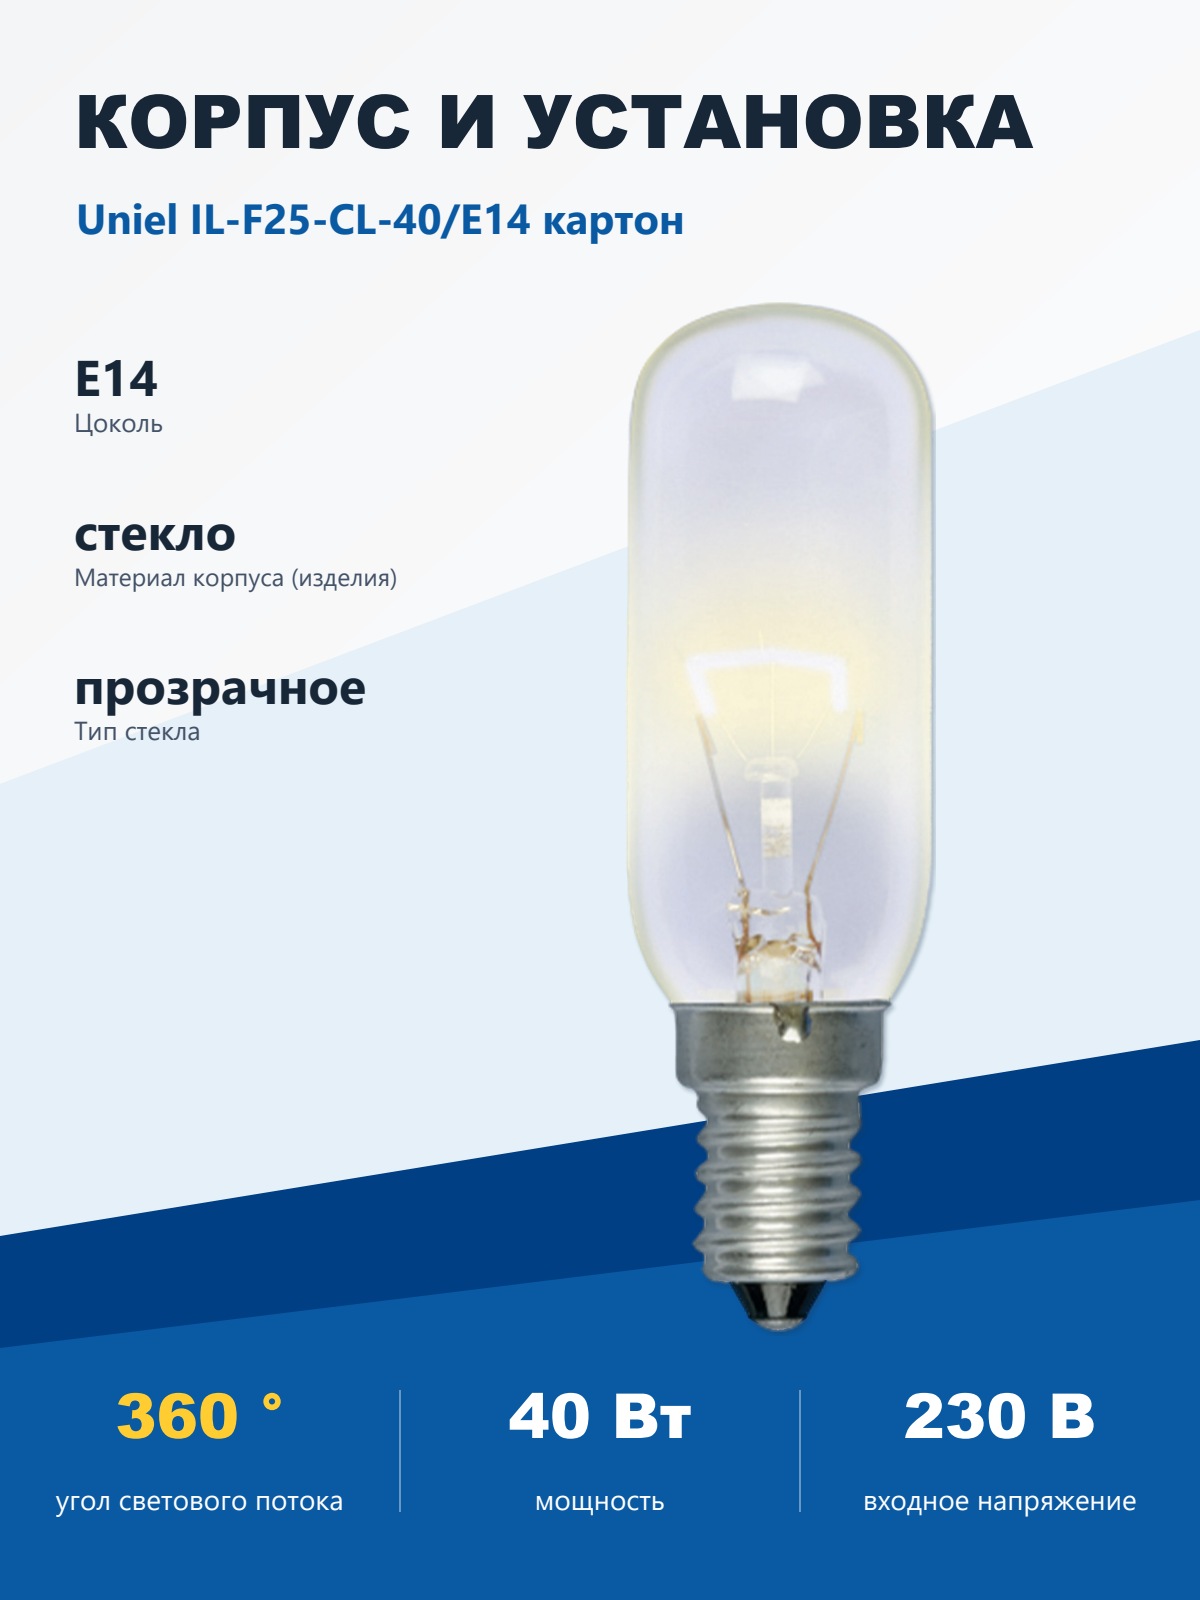 КОРПУС И УСТАНОВКА
Uniel IL-F25-CL-40/E14 картон
E14
Цоколь
стекло
Материал корпуса (изделия)
прозрачное
Тип стекла
360 °
угол светового потока
40 Вт
мощность
230 В
входное напряжение